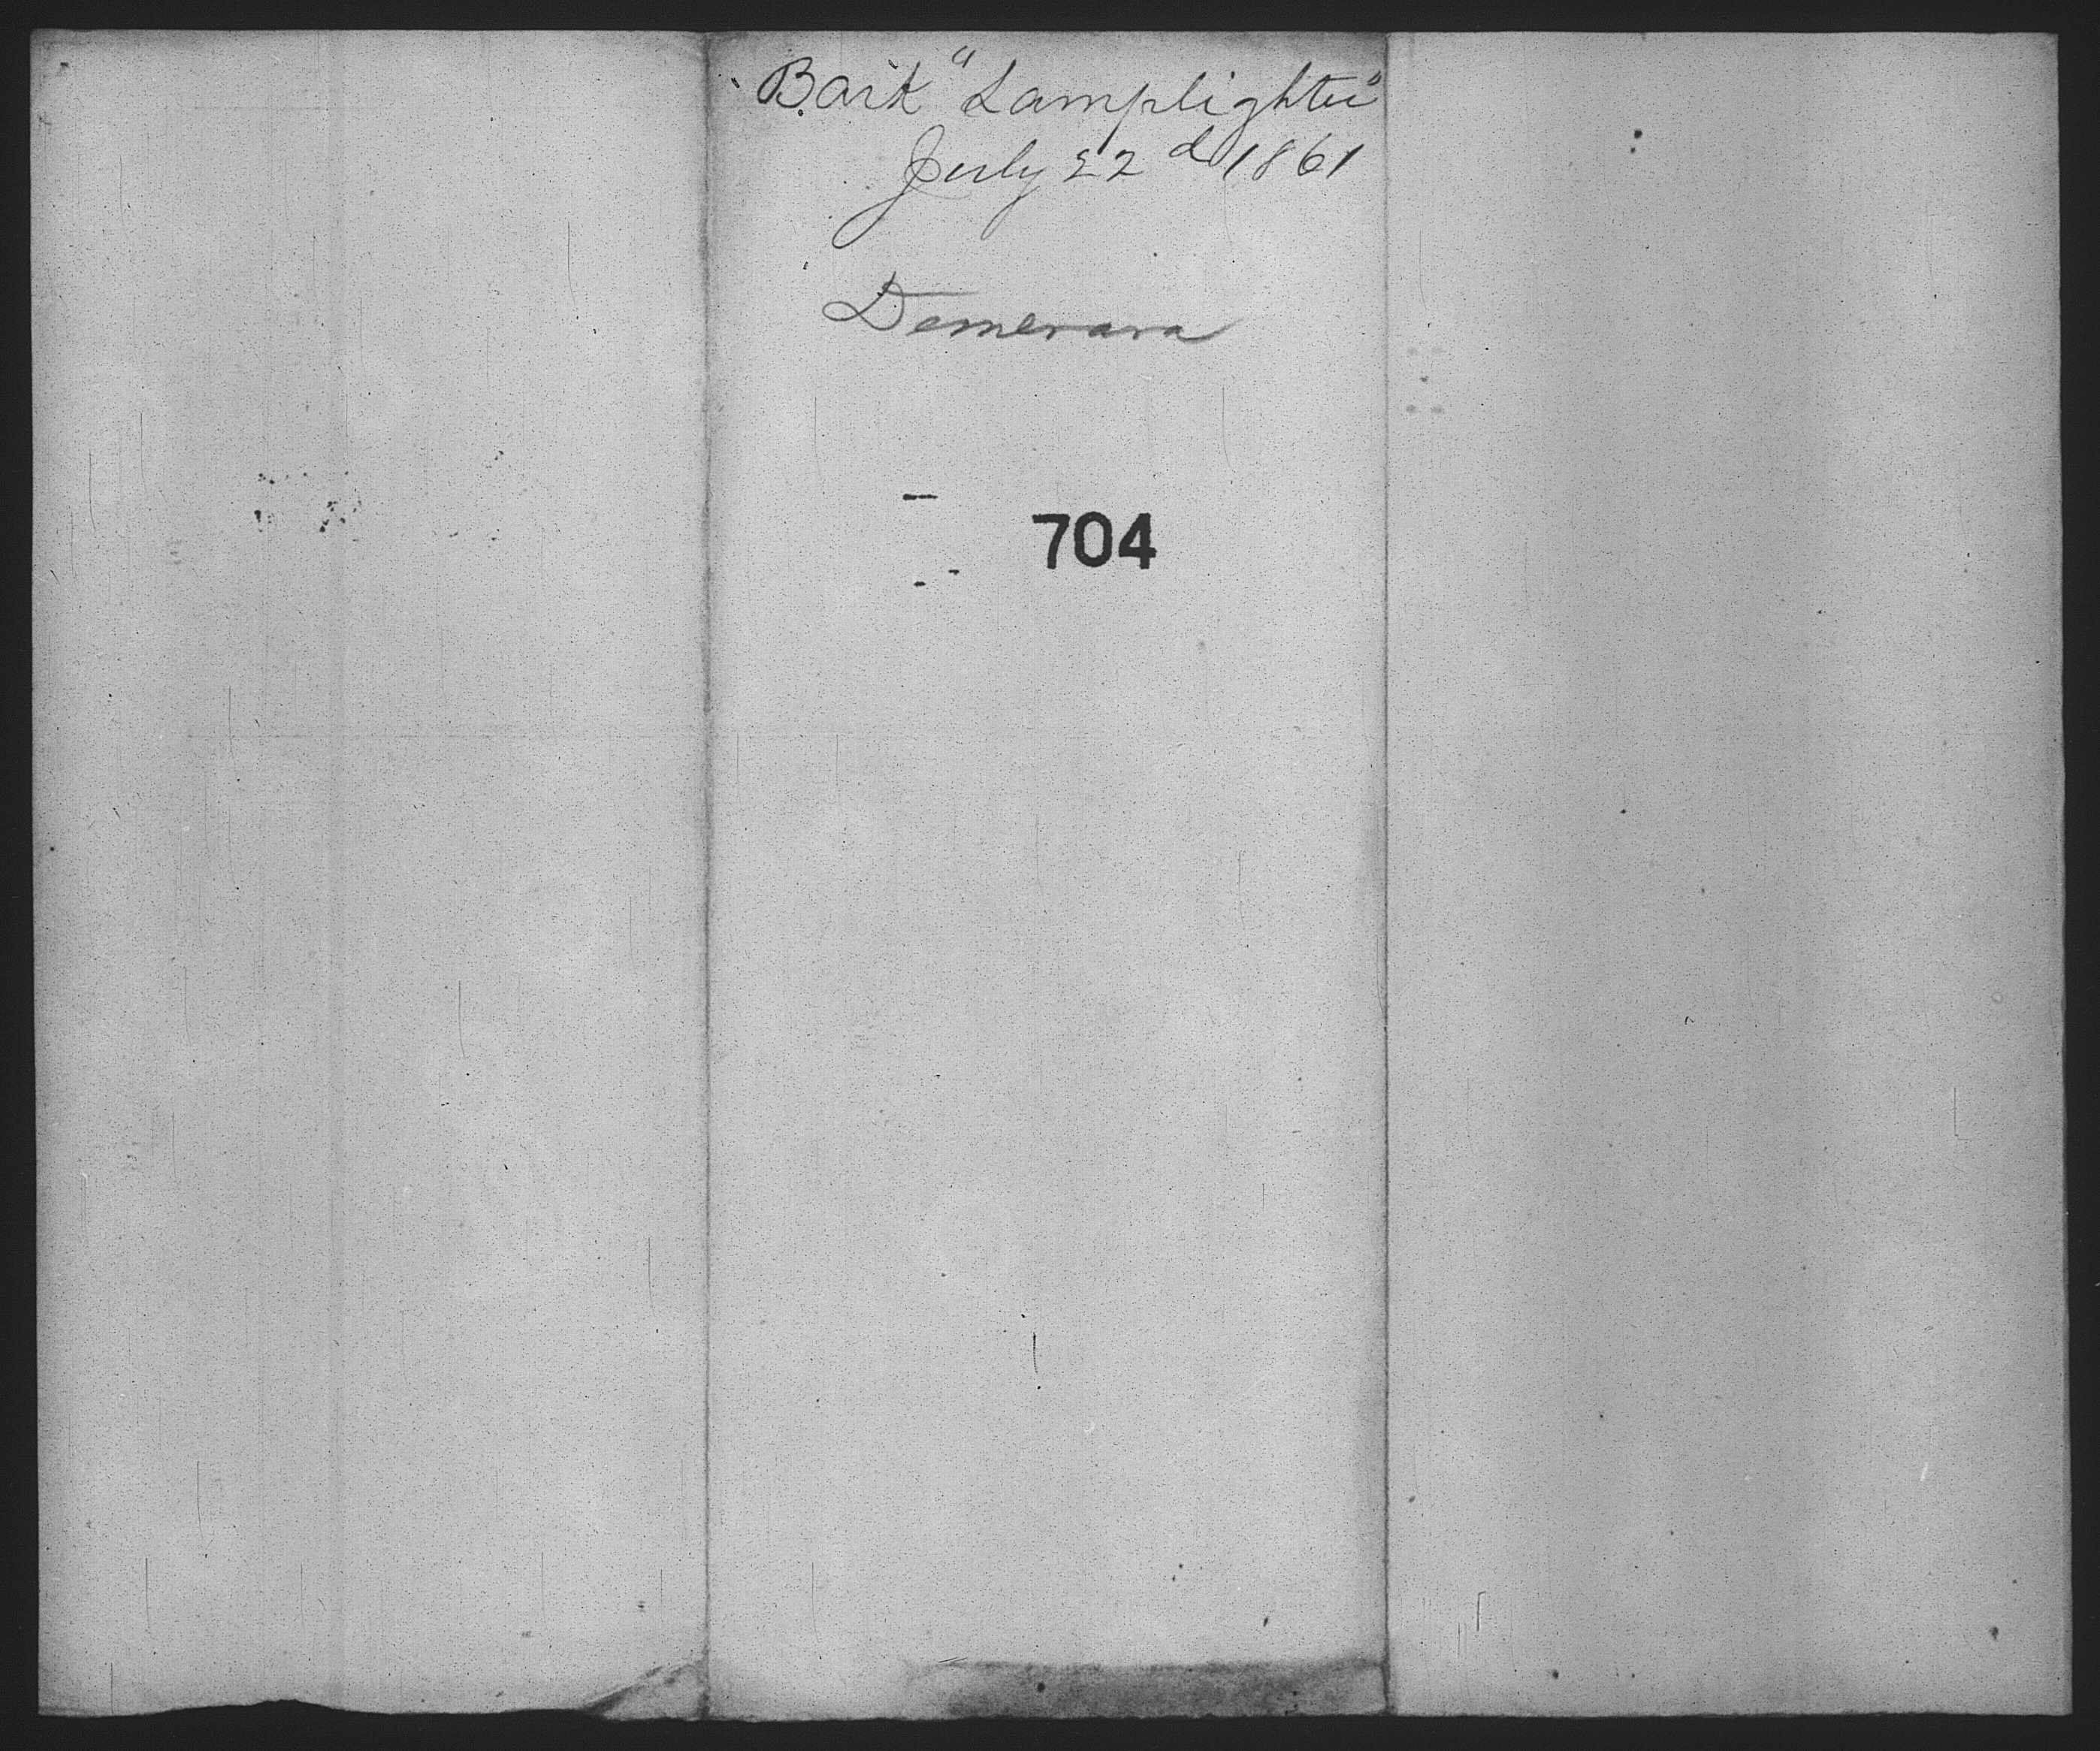 Bark "Lamplighter"
July 22d 1861
Demerara
704